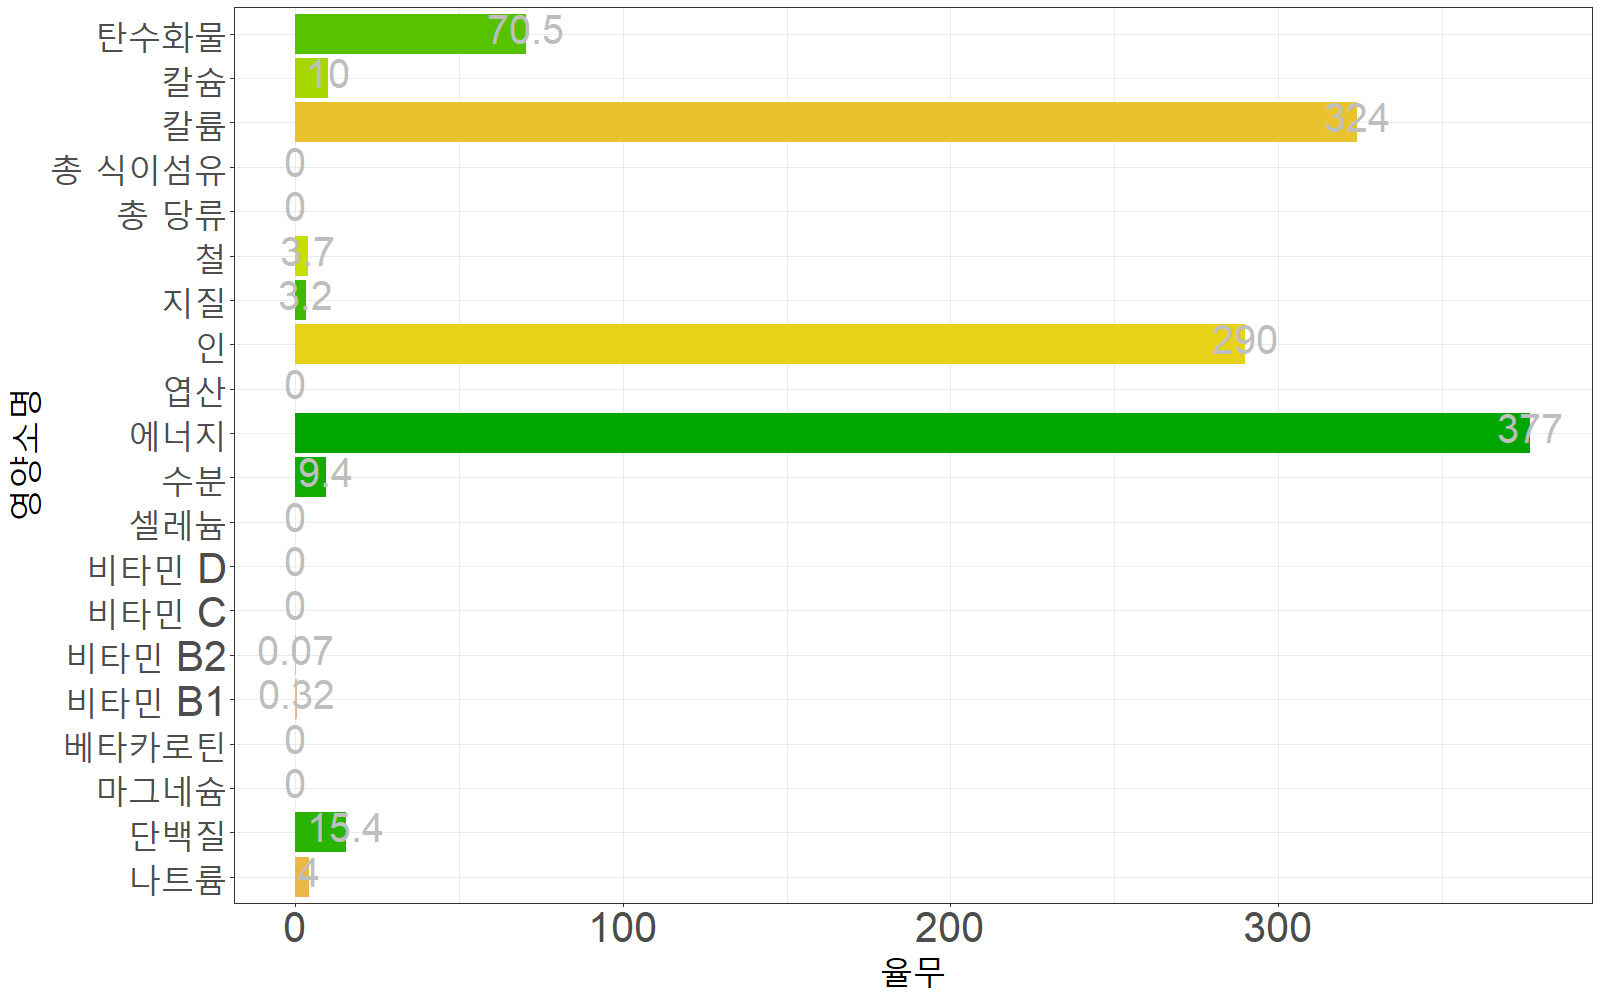 탄수화물 70.5
칼슘 10
칼륨 324
총 식이섬유 0
총 당류 0
철 3.7
지질 3.2
인 290
엽산 0
에너지 377
수분 9.4
셀레늄 0
비타민 D 0
비타민 C 0
비타민 B2 0.07
비타민 B1 0.32
베타카로틴 0
마그네슘 0
단백질 15.4
나트륨 4
영양소명
0 100 200 300
율무